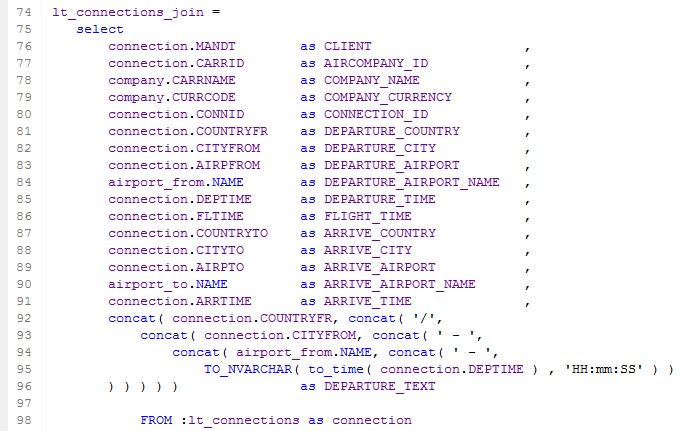 74 lt_connections_join =
75 select
76 connection.MANDT as CLIENT ,
77 connection.CARRID as AIRCOMPANY_ID ,
78 company.CARRNAME as COMPANY_NAME ,
79 company.CURRCODE as COMPANY_CURRENCY ,
80 connection.CONNID as CONNECTION_ID ,
81 connection.COUNTRYFR as DEPARTURE_COUNTRY ,
82 connection.CITYFROM as DEPARTURE_CITY ,
83 connection.AIRPFROM as DEPARTURE_AIRPORT ,
84 airport_from.NAME as DEPARTURE_AIRPORT_NAME ,
85 connection.DEPTIME as DEPARTURE_TIME ,
86 connection.FLTIME as FLIGHT_TIME ,
87 connection.COUNTRYTO as ARRIVE_COUNTRY ,
88 connection.CITYTO as ARRIVE_CITY ,
89 connection.AIRPTO as ARRIVE_AIRPORT ,
90 airport_to.NAME as ARRIVE_AIRPORT_NAME ,
91 connection.ARRTIME as ARRIVE_TIME ,
92 concat( connection.COUNTRYFR, concat( '/',
93 concat( connection.CITYFROM, concat( ' - ',
94 concat( airport_from.NAME, concat( ' - ',
95 TO_NVARCHAR( to_time( connection.DEPTIME ) , 'HH:mm:SS' ) )
96 ) ) ) ) ) as DEPARTURE_TEXT
97
98 FROM :lt_connections as connection